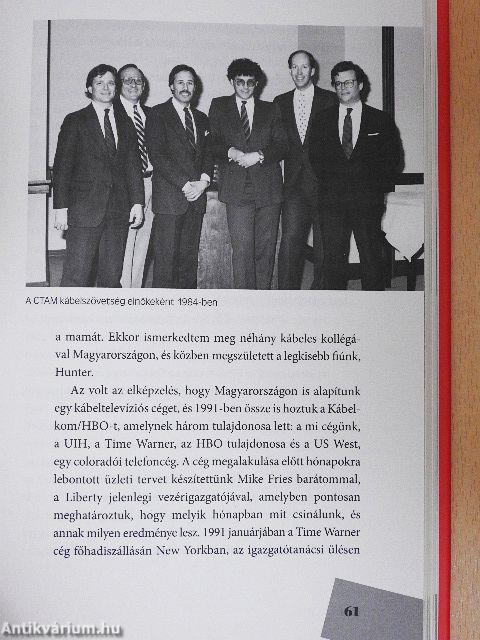 A CTAM kábelszövetség elnökeként 1984-ben
a mamát. Ekkor ismerkedtem meg néhány kábeles kollégá-
val Magyarországon, és közben megszületett a legkisebb fiúnk,
Hunter.
Az volt az elképzelés, hogy Magyarországon is alapítunk
egy kábeltelevíziós céget, és 1991-ben össze is hoztuk a Kábel-
kom/HBO-t, amelynek három tulajdonosa lett: a mi cégünk,
a UIH, a Time Warner, az HBO tulajdonosa és a US West,
egy coloradói telefoncég. A cég megalakulása előtt hónapokra
lebontott üzleti tervet készítettünk Mike Fries barátommal,
a Liberty jelenlegi vezérigazgatójával, amelyben pontosan
meghatároztuk, hogy melyik hónapban mit csinálunk, és
annak milyen eredménye lesz. 1991 januárjában a Time Warner
cég főhadiszállásán New Yorkban, az igazgatótanácsi ülésen
61
Antikvárium.hu